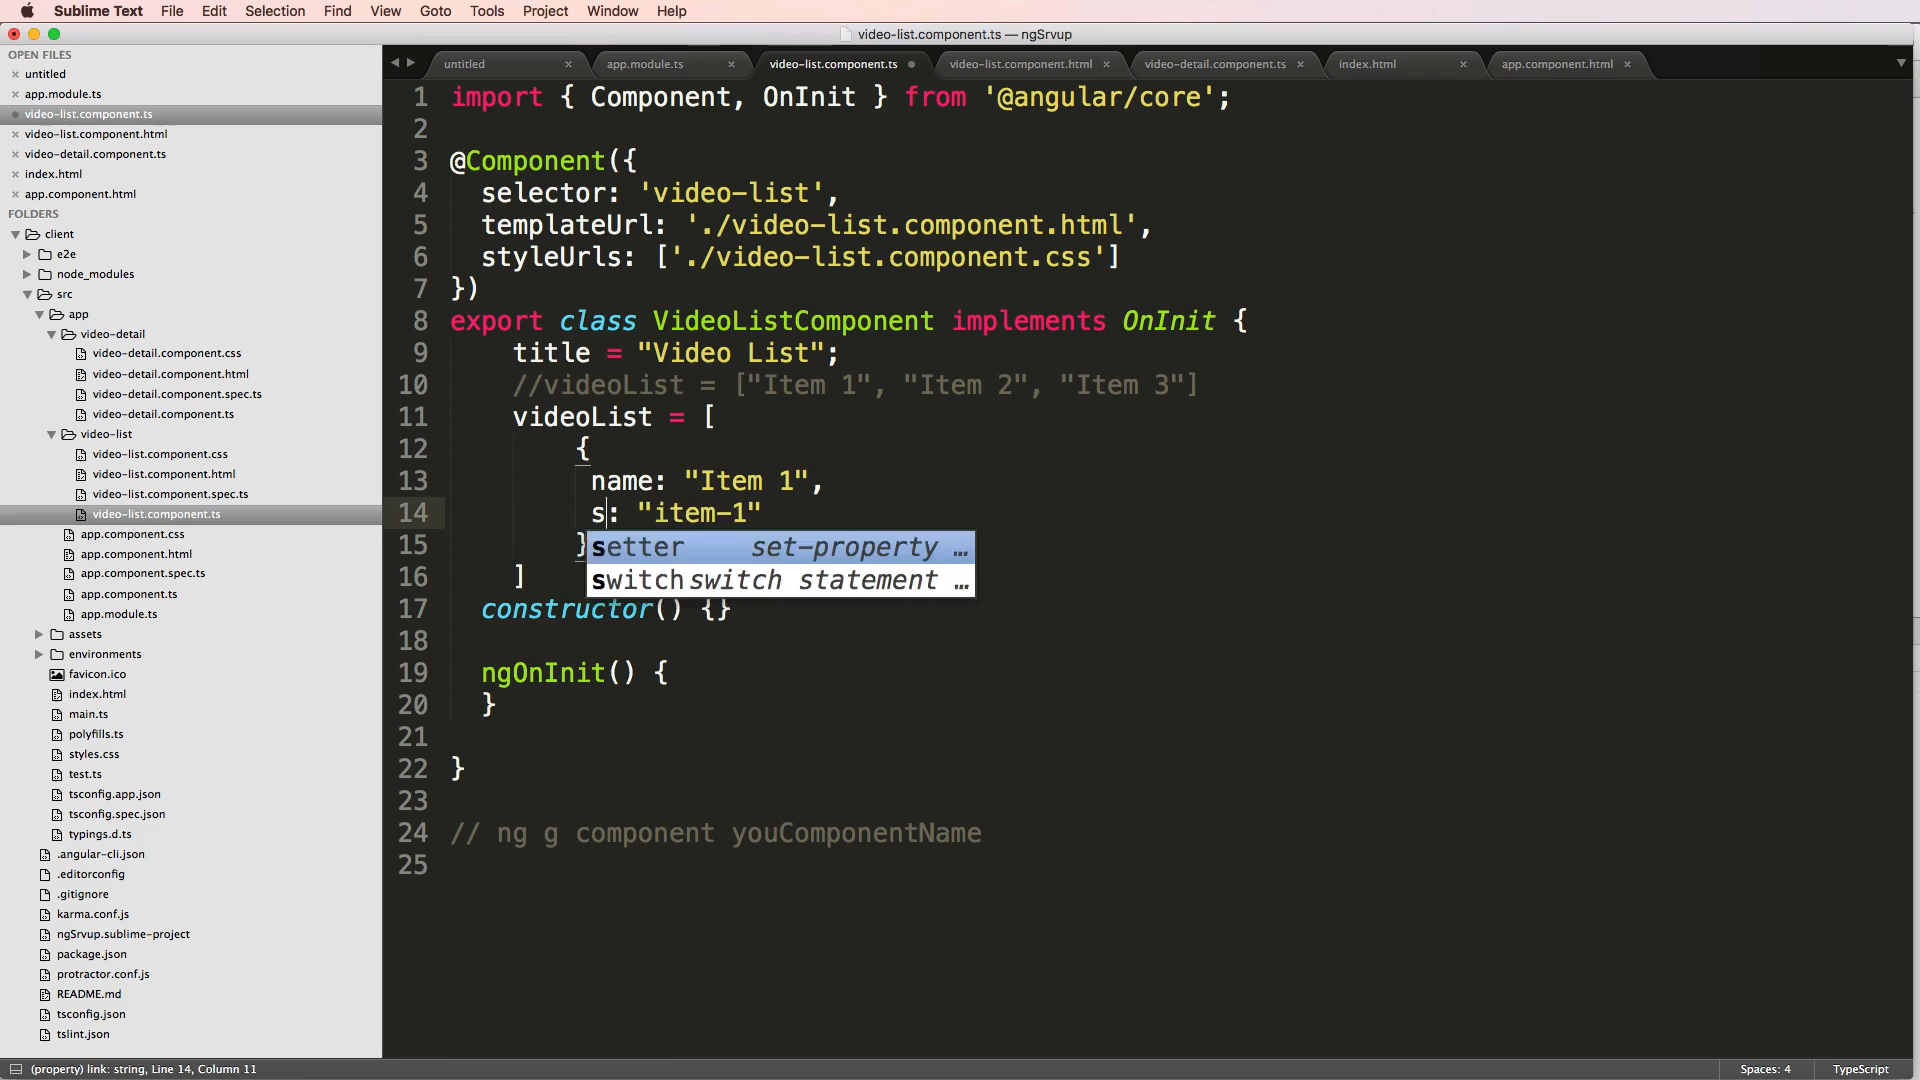 Sublime Text File Edit Selection Find View Goto Tools Project Window Help
video-list.component.ts — ngSrvup
OPEN FILES
untitled
app.module.ts
video-list.component.ts
video-list.component.html
video-detail.component.ts
index.html
app.component.html
FOLDERS
client
e2e
node_modules
src
app
video-detail
video-detail.component.css
video-detail.component.html
video-detail.component.spec.ts
video-detail.component.ts
video-list
video-list.component.css
video-list.component.html
video-list.component.spec.ts
video-list.component.ts
app.component.css
app.component.html
app.component.spec.ts
app.component.ts
app.module.ts
assets
environments
favicon.ico
index.html
main.ts
polyfills.ts
styles.css
test.ts
tsconfig.app.json
tsconfig.spec.json
typings.d.ts
.angular-cli.json
.editorconfig
.gitignore
karma.conf.js
ngSrvup.sublime-project
package.json
protractor.conf.js
README.md
tsconfig.json
tslint.json
untitled app.module.ts video-list.component.ts video-list.component.html video-detail.component.ts index.html app.component.html
1 import { Component, OnInit } from '@angular/core';
2
3 @Component({
4 selector: 'video-list',
5 templateUrl: './video-list.component.html',
6 styleUrls: ['./video-list.component.css']
7 })
8 export class VideoListComponent implements OnInit {
9 title = "Video List";
10 //videoList = ["Item 1", "Item 2", "Item 3"]
11 videoList = [
12 {
13 name: "Item 1",
14 s: "item-1"
15 }
setter set-property …
switch switch statement …
16 ]
17 constructor() {}
18
19 ngOnInit() {
20 }
21
22 }
23
24 // ng g component youComponentName
25
(property) link: string, Line 14, Column 11
Spaces: 4 TypeScript